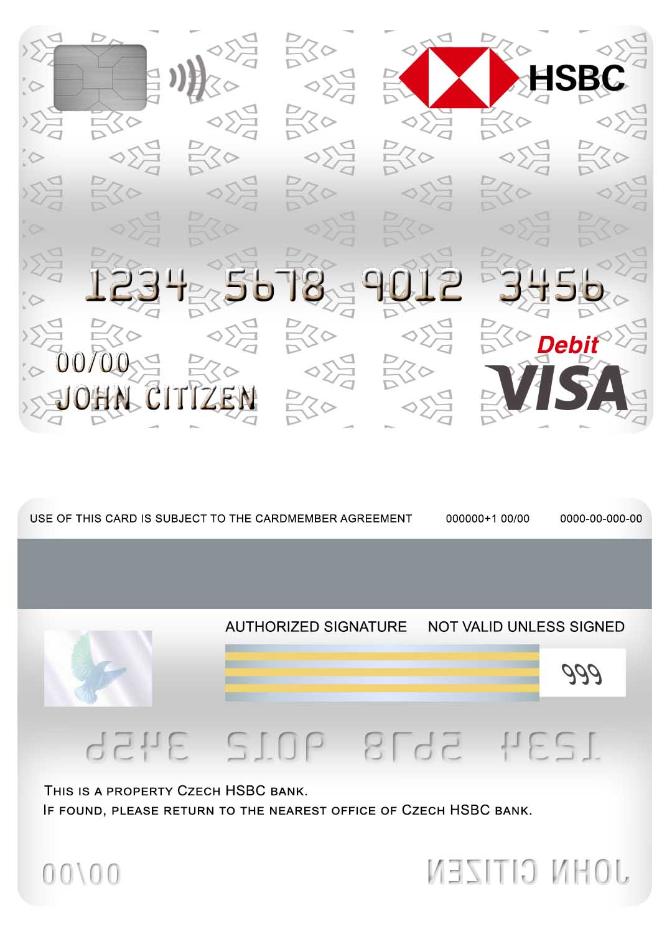 HSBC
1234 5678 9012 3456
Debit
00/00
VISA
JOHN CITIZEN
USE OF THIS CARD IS SUBJECT TO THE CARDMEMBER AGREEMENT 000000+1 00/00 0000-00-000-00
AUTHORIZED SIGNATURE NOT VALID UNLESS SIGNED
999
1234 5678 9012 3456
THIS IS A PROPERTY CZECH HSBC BANK.
IF FOUND, PLEASE RETURN TO THE NEAREST OFFICE OF CZECH HSBC BANK.
00/00 JOHN CITIZEN